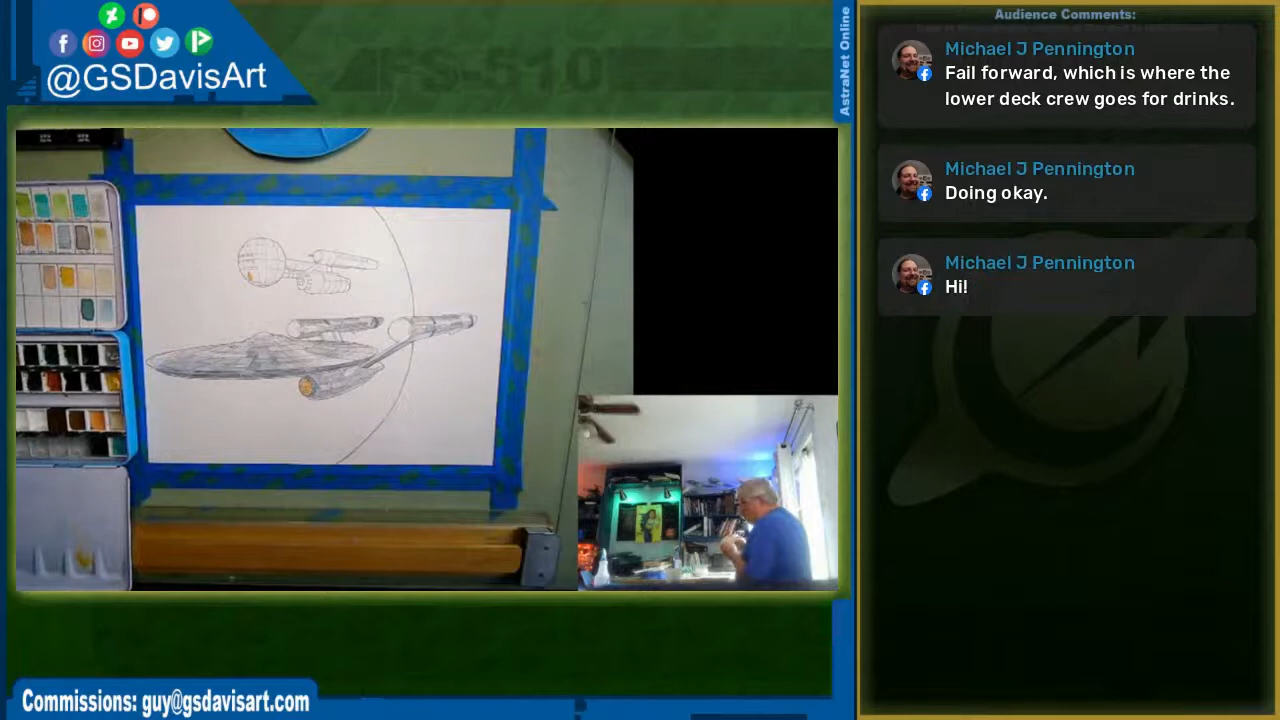 @GSDavisArt
AstraNet Online
Audience Comments:
Michael J Pennington
Fail forward, which is where the
lower deck crew goes for drinks.
Michael J Pennington
Doing okay.
Michael J Pennington
Hi!
Commissions: guy@gsdavisart.com